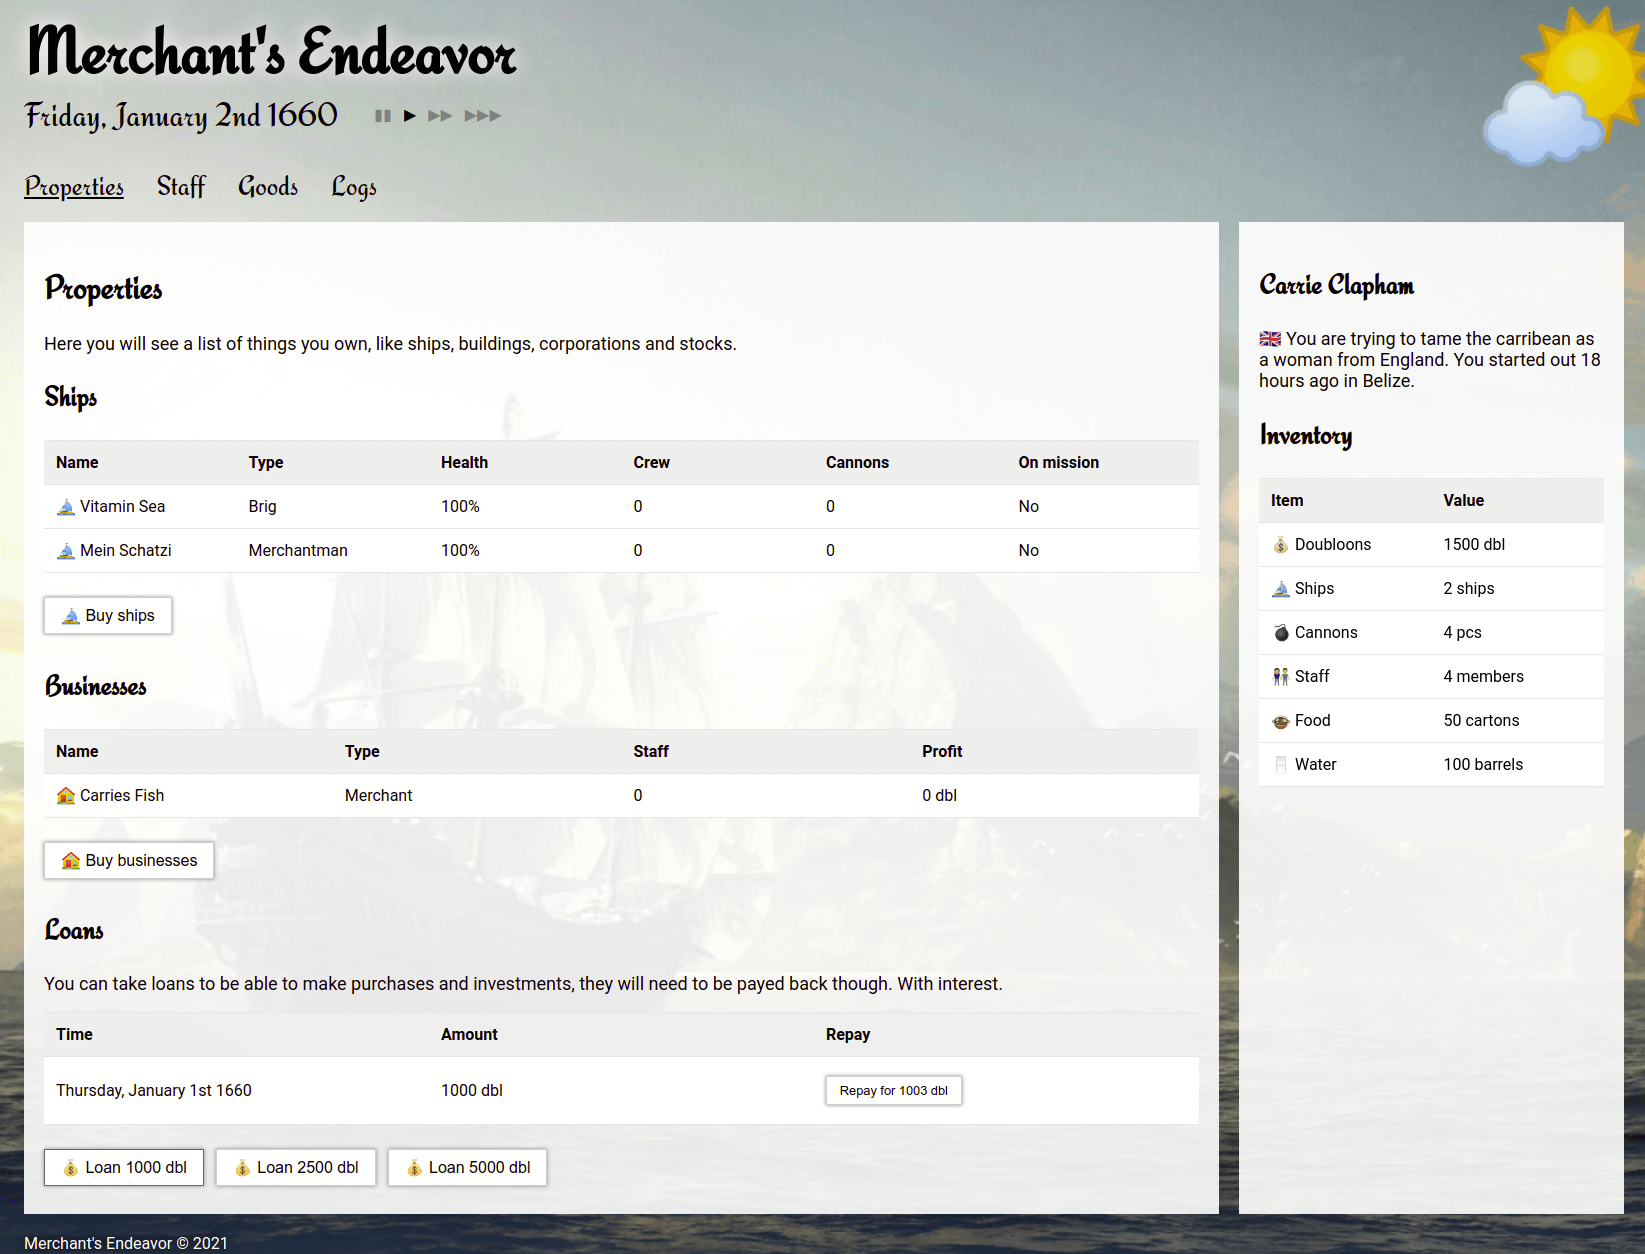 Merchant's Endeavor
Friday, January 2nd 1660
Properties Staff Goods Logs
Properties
Here you will see a list of things you own, like ships, buildings, corporations and stocks.
Ships
Name Type Health Crew Cannons On mission
Vitamin Sea Brig 100% 0 0 No
Mein Schatzi Merchantman 100% 0 0 No
Buy ships
Businesses
Name Type Staff Profit
Carries Fish Merchant 0 0 dbl
Buy businesses
Loans
You can take loans to be able to make purchases and investments, they will need to be payed back though. With interest.
Time Amount Repay
Thursday, January 1st 1660 1000 dbl Repay for 1003 dbl
Loan 1000 dbl Loan 2500 dbl Loan 5000 dbl
Carrie Clapham
You are trying to tame the carribean as
a woman from England. You started out 18
hours ago in Belize.
Inventory
Item Value
Doubloons 1500 dbl
Ships 2 ships
Cannons 4 pcs
Staff 4 members
Food 50 cartons
Water 100 barrels
Merchant's Endeavor © 2021